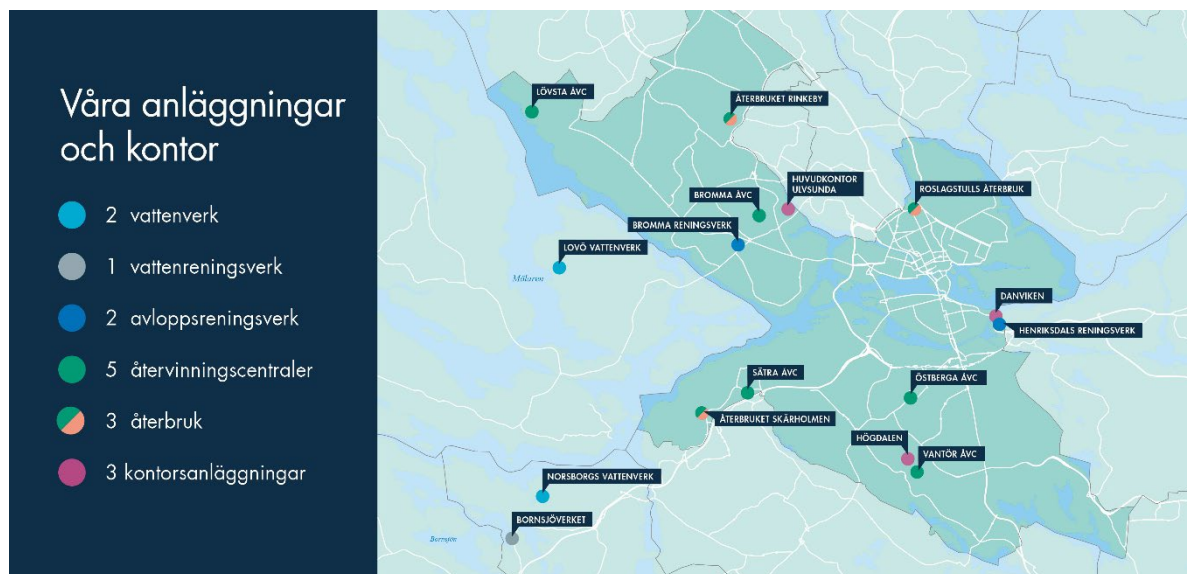 Våra anläggningar
och kontor
2 vattenverk
1 vattenreningsverk
2 avloppsreningsverk
5 återvinningscentraler
3 återbruk
3 kontorsanläggningar
LÖVSTA ÅVC
ÅTERBRUKET RINKEBY
HUVUDKONTOR
ULVSUNDA
ROSLAGSTULLS ÅTERBRUK
BROMMA ÅVC
BROMMA RENINGSVERK
LOVÖ VATTENVERK
Mälaren
DANVIKEN
HENRIKSDALS RENINGSVERK
SÄTRA ÅVC
ÖSTBERGA ÅVC
ÅTERBRUKET SKÄRHOLMEN
HÖGDALEN
VANTÖR ÅVC
NORSBORGS VATTENVERK
BORNSJÖVERKET
Bornsjön